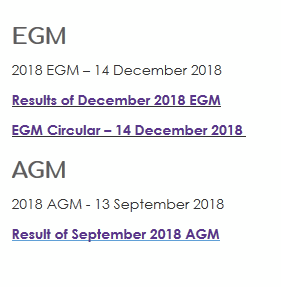 EGM
2018 EGM – 14 December 2018
Results of December 2018 EGM
EGM Circular – 14 December 2018
AGM
2018 AGM - 13 September 2018
Result of September 2018 AGM